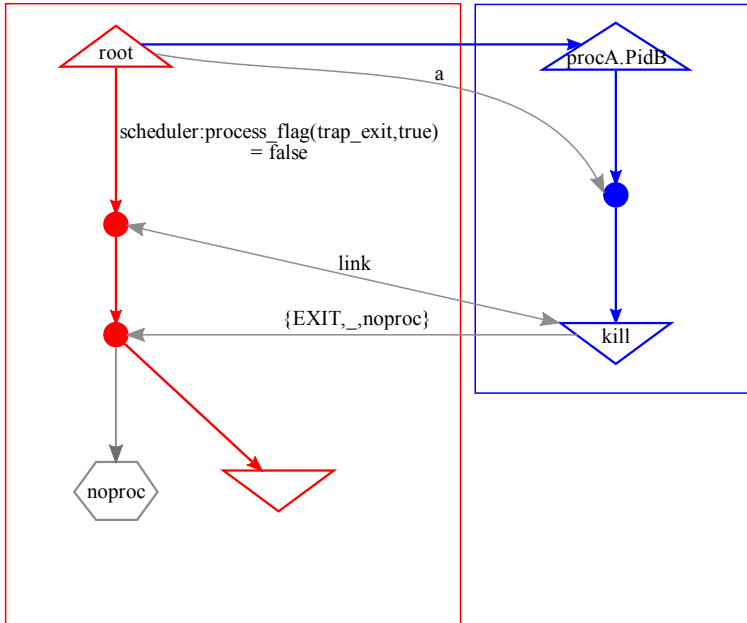 root
procA.PidB
a
scheduler:process_flag(trap_exit,true)
= false
link
{EXIT,_,noproc}
kill
noproc